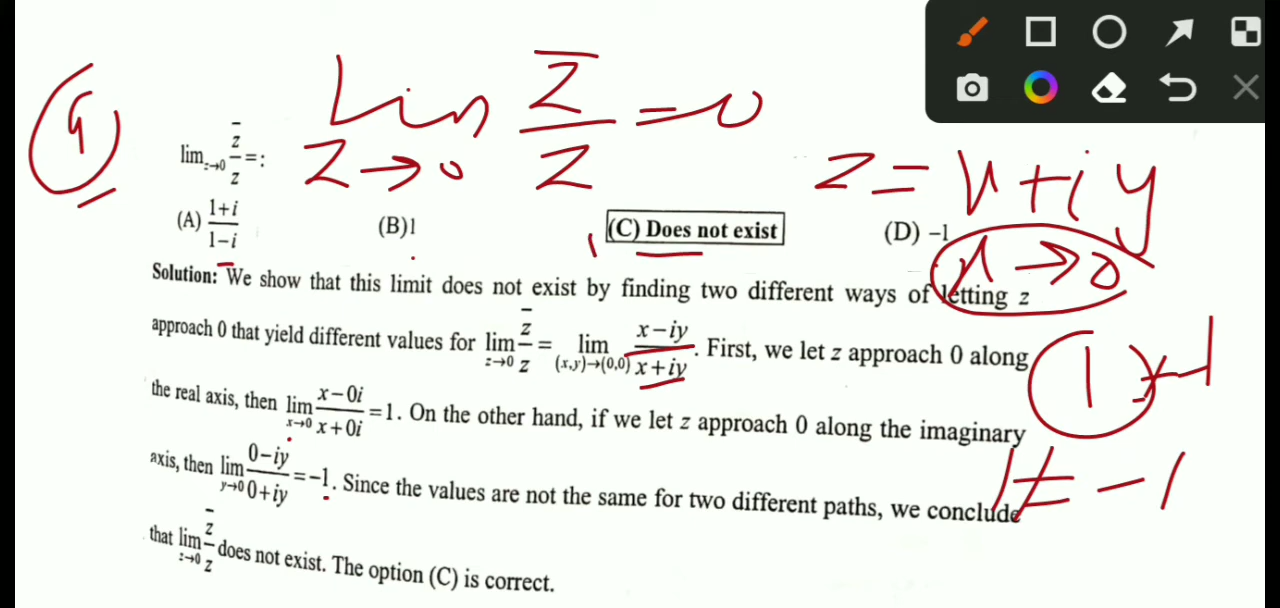 9
Lim z̅/z = 0
z→0
lim_{z→0} z̅/z =:
z = x + iy
(A) (1+i)/(1−i) (B)1 (C) Does not exist (D) −1
x → 0
Solution: We show that this limit does not exist by finding two different ways of letting z
approach 0 that yield different values for lim_{z→0} z̅/z = lim_{(x,y)→(0,0)} (x−iy)/(x+iy). First, we let z approach 0 along
1 ≠ −1
the real axis, then lim_{x→0} (x−0i)/(x+0i) = 1. On the other hand, if we let z approach 0 along the imaginary
axis, then lim_{y→0} (0−iy)/(0+iy) = −1. Since the values are not the same for two different paths, we conclude
1 ≠ −1
that lim_{z→0} z̅/z does not exist. The option (C) is correct.